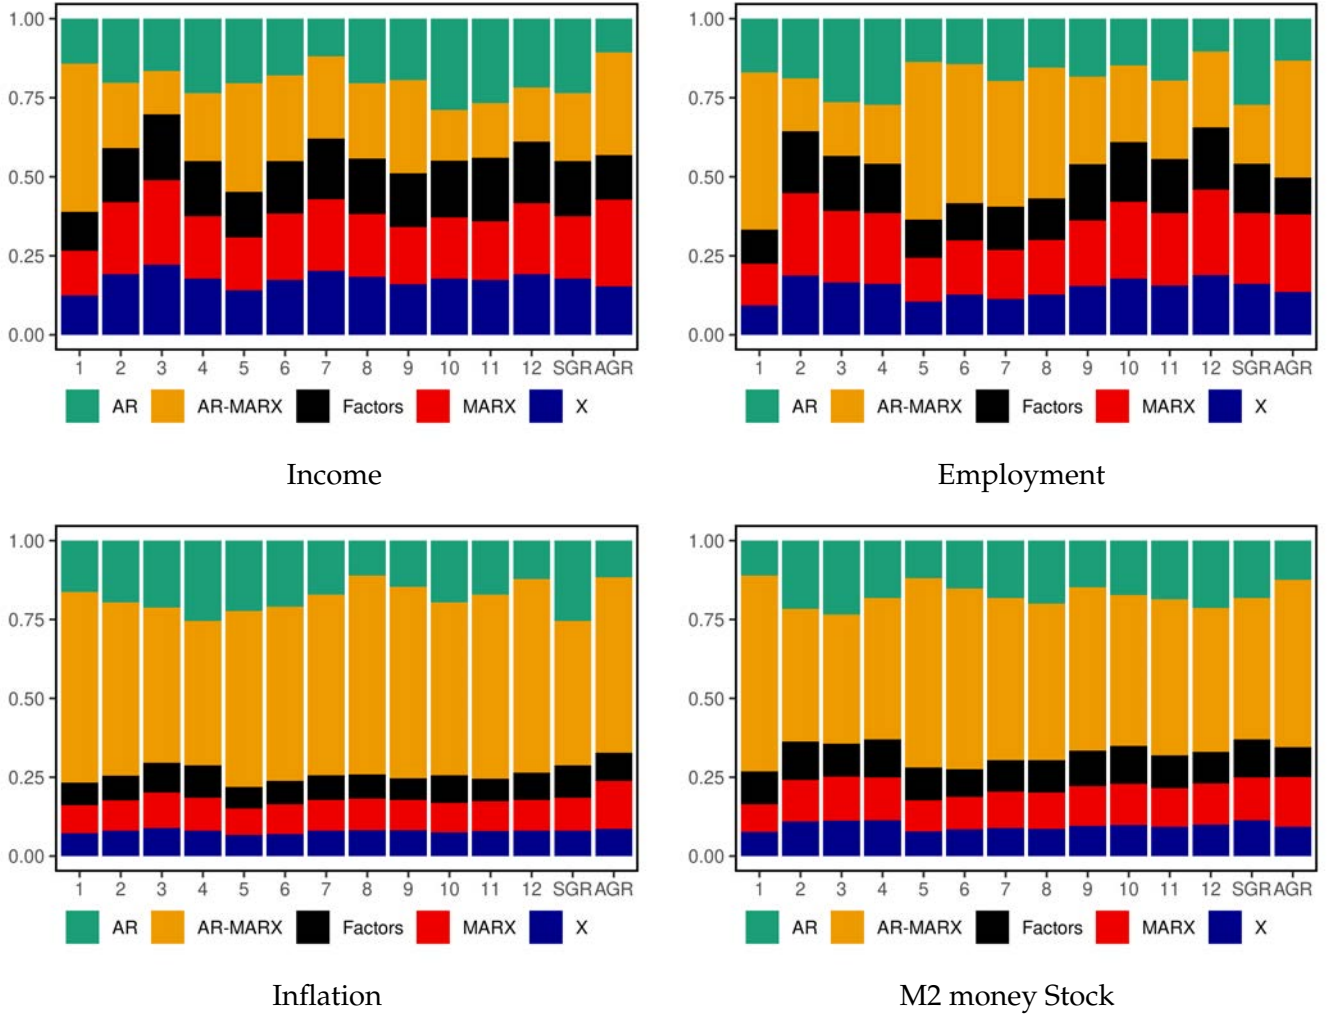 1.00
0.75
0.50
0.25
0.00
1 2 3 4 5 6 7 8 9 10 11 12 SGR AGR
AR AR-MARX Factors MARX X
Income
1.00
0.75
0.50
0.25
0.00
1 2 3 4 5 6 7 8 9 10 11 12 SGR AGR
AR AR-MARX Factors MARX X
Employment
1.00
0.75
0.50
0.25
0.00
1 2 3 4 5 6 7 8 9 10 11 12 SGR AGR
AR AR-MARX Factors MARX X
Inflation
1.00
0.75
0.50
0.25
0.00
1 2 3 4 5 6 7 8 9 10 11 12 SGR AGR
AR AR-MARX Factors MARX X
M2 money Stock